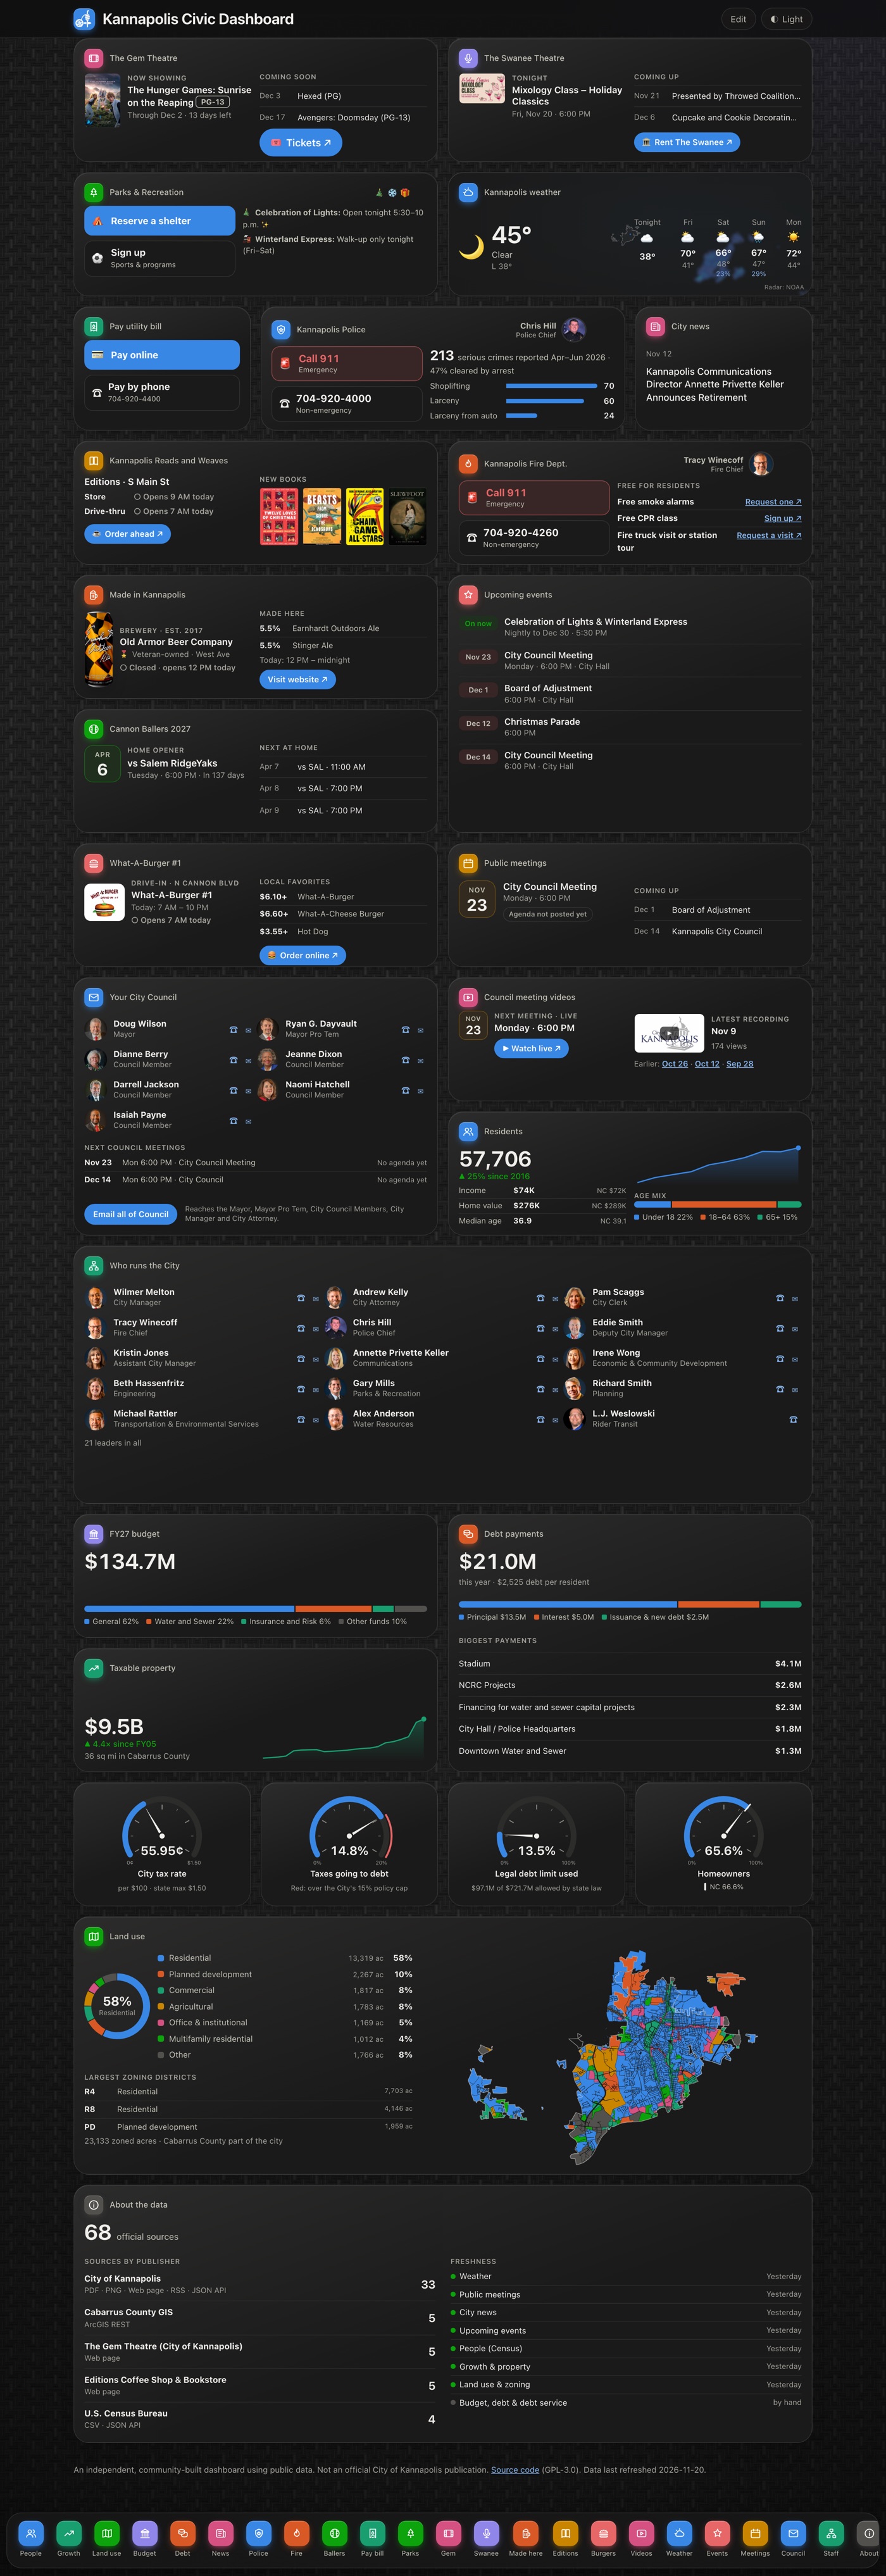 Kannapolis Civic Dashboard
Edit
Light
The Gem Theatre
NOW SHOWING
The Hunger Games: Sunrise
on the Reaping PG-13
Through Dec 2 · 13 days left
COMING SOON
Dec 3 Hexed (PG)
Dec 17 Avengers: Doomsday (PG-13)
Tickets ↗
The Swanee Theatre
MIXOLOGY
CLASS
TONIGHT
Mixology Class – Holiday
Classics
Fri, Nov 20 · 6:00 PM
COMING UP
Nov 21 Presented by Throwed Coalition...
Dec 6 Cupcake and Cookie Decoratin...
Rent The Swanee ↗
Parks & Recreation
Reserve a shelter
Sign up
Sports & programs
Celebration of Lights: Open tonight 5:30–10
p.m.
Winterland Express: Walk-up only tonight
(Fri–Sat)
Kannapolis weather
45°
Clear
L 38°
Tonight Fri Sat Sun Mon
38° 70° 66° 67° 72°
41° 48° 47° 44°
23% 29%
Radar: NOAA
Pay utility bill
Pay online
Pay by phone
704-920-4400
Kannapolis Police
Chris Hill
Police Chief
Call 911
Emergency
704-920-4000
Non-emergency
213 serious crimes reported Apr–Jun 2026 ·
47% cleared by arrest
Shoplifting 70
Larceny 60
Larceny from auto 24
City news
Nov 12
Kannapolis Communications
Director Annette Privette Keller
Announces Retirement
Kannapolis Reads and Weaves
Editions · S Main St
Store Opens 9 AM today
Drive-thru Opens 7 AM today
Order ahead ↗
NEW BOOKS
TWELVE LOVES
OF CHRISTMAS
BEASTS
CHAIN
GANG
ALL-STARS
SLEWFOOT
Kannapolis Fire Dept.
Tracy Winecoff
Fire Chief
Call 911
Emergency
704-920-4260
Non-emergency
FREE FOR RESIDENTS
Free smoke alarms Request one ↗
Free CPR class Sign up ↗
Fire truck visit or station
tour
Request a visit ↗
Made in Kannapolis
BREWERY · EST. 2017
Old Armor Beer Company
Veteran-owned · West Ave
Closed · opens 12 PM today
MADE HERE
5.5% Earnhardt Outdoors Ale
5.5% Stinger Ale
Today: 12 PM – midnight
Visit website ↗
Upcoming events
On now Celebration of Lights & Winterland Express
Nightly to Dec 30 · 5:30 PM
Nov 23 City Council Meeting
Monday · 6:00 PM · City Hall
Dec 1 Board of Adjustment
6:00 PM · City Hall
Dec 12 Christmas Parade
6:00 PM
Dec 14 City Council Meeting
6:00 PM · City Hall
Cannon Ballers 2027
APR
6
HOME OPENER
vs Salem RidgeYaks
Tuesday · 6:00 PM · In 137 days
NEXT AT HOME
Apr 7 vs SAL · 11:00 AM
Apr 8 vs SAL · 7:00 PM
Apr 9 vs SAL · 7:00 PM
What-A-Burger #1
DRIVE-IN · N CANNON BLVD
What-A-Burger #1
Today: 7 AM – 10 PM
Opens 7 AM today
LOCAL FAVORITES
$6.10+ What-A-Burger
$6.60+ What-A-Cheese Burger
$3.55+ Hot Dog
Order online ↗
Public meetings
NOV
23
City Council Meeting
Monday · 6:00 PM
Agenda not posted yet
COMING UP
Dec 1 Board of Adjustment
Dec 14 Kannapolis City Council
Your City Council
Doug Wilson
Mayor
Ryan G. Dayvault
Mayor Pro Tem
Dianne Berry
Council Member
Jeanne Dixon
Council Member
Darrell Jackson
Council Member
Naomi Hatchell
Council Member
Isaiah Payne
Council Member
NEXT COUNCIL MEETINGS
Nov 23 Mon 6:00 PM · City Council Meeting No agenda yet
Dec 14 Mon 6:00 PM · City Council No agenda yet
Email all of Council
Reaches the Mayor, Mayor Pro Tem, City Council Members, City
Manager and City Attorney.
Council meeting videos
NOV
23
NEXT MEETING · LIVE
Monday · 6:00 PM
Watch live ↗
KANNAPOLIS
LATEST RECORDING
Nov 9
174 views
Earlier: Oct 26 · Oct 12 · Sep 28
Residents
57,706
▲ 25% since 2016
Income $74K NC $72K
Home value $276K NC $289K
Median age 36.9 NC 39.1
AGE MIX
Under 18 22% 18–64 63% 65+ 15%
Who runs the City
Wilmer Melton
City Manager
Andrew Kelly
City Attorney
Pam Scaggs
City Clerk
Tracy Winecoff
Fire Chief
Chris Hill
Police Chief
Eddie Smith
Deputy City Manager
Kristin Jones
Assistant City Manager
Annette Privette Keller
Communications
Irene Wong
Economic & Community Development
Beth Hassenfritz
Engineering
Gary Mills
Parks & Recreation
Richard Smith
Planning
Michael Rattler
Transportation & Environmental Services
Alex Anderson
Water Resources
L.J. Weslowski
Rider Transit
21 leaders in all
FY27 budget
$134.7M
General 62% Water and Sewer 22% Insurance and Risk 6% Other funds 10%
Debt payments
$21.0M
this year · $2,525 debt per resident
Principal $13.5M Interest $5.0M Issuance & new debt $2.5M
BIGGEST PAYMENTS
Stadium $4.1M
NCRC Projects $2.6M
Financing for water and sewer capital projects $2.3M
City Hall / Police Headquarters $1.8M
Downtown Water and Sewer $1.3M
Taxable property
$9.5B
▲ 4.4× since FY05
36 sq mi in Cabarrus County
55.95¢
0¢ $1.50
City tax rate
per $100 · state max $1.50
14.8%
0% 20%
Taxes going to debt
Red: over the City's 15% policy cap
13.5%
0% 100%
Legal debt limit used
$97.1M of $721.7M allowed by state law
65.6%
0% 100%
Homeowners
NC 66.6%
Land use
58%
Residential
Residential 13,319 ac 58%
Planned development 2,267 ac 10%
Commercial 1,817 ac 8%
Agricultural 1,783 ac 8%
Office & institutional 1,169 ac 5%
Multifamily residential 1,012 ac 4%
Other 1,766 ac 8%
LARGEST ZONING DISTRICTS
R4 Residential 7,703 ac
R8 Residential 4,146 ac
PD Planned development 1,959 ac
23,133 zoned acres · Cabarrus County part of the city
About the data
68 official sources
SOURCES BY PUBLISHER
City of Kannapolis 33
PDF · PNG · Web page · RSS · JSON API
Cabarrus County GIS 5
ArcGIS REST
The Gem Theatre (City of Kannapolis) 5
Web page
Editions Coffee Shop & Bookstore 5
Web page
U.S. Census Bureau 4
CSV · JSON API
FRESHNESS
Weather Yesterday
Public meetings Yesterday
City news Yesterday
Upcoming events Yesterday
People (Census) Yesterday
Growth & property Yesterday
Land use & zoning Yesterday
Budget, debt & debt service by hand
An independent, community-built dashboard using public data. Not an official City of Kannapolis publication. Source code (GPL-3.0). Data last refreshed 2026-11-20.
People Growth Land use Budget Debt News Police Fire Ballers Pay bill Parks Gem Swanee Made here Editions Burgers Videos Weather Events Meetings Council Staff About